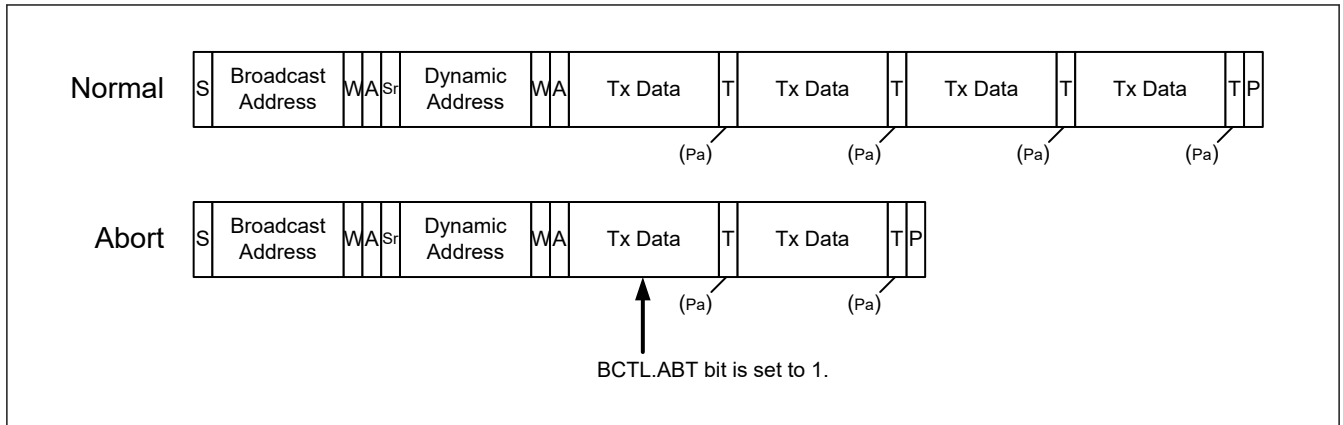 Normal S Broadcast Address W A Sr Dynamic Address W A Tx Data T Tx Data T Tx Data T Tx Data T P
(Pa) (Pa) (Pa) (Pa)
Abort S Broadcast Address W A Sr Dynamic Address W A Tx Data T Tx Data T P
(Pa) (Pa)
BCTL.ABT bit is set to 1.